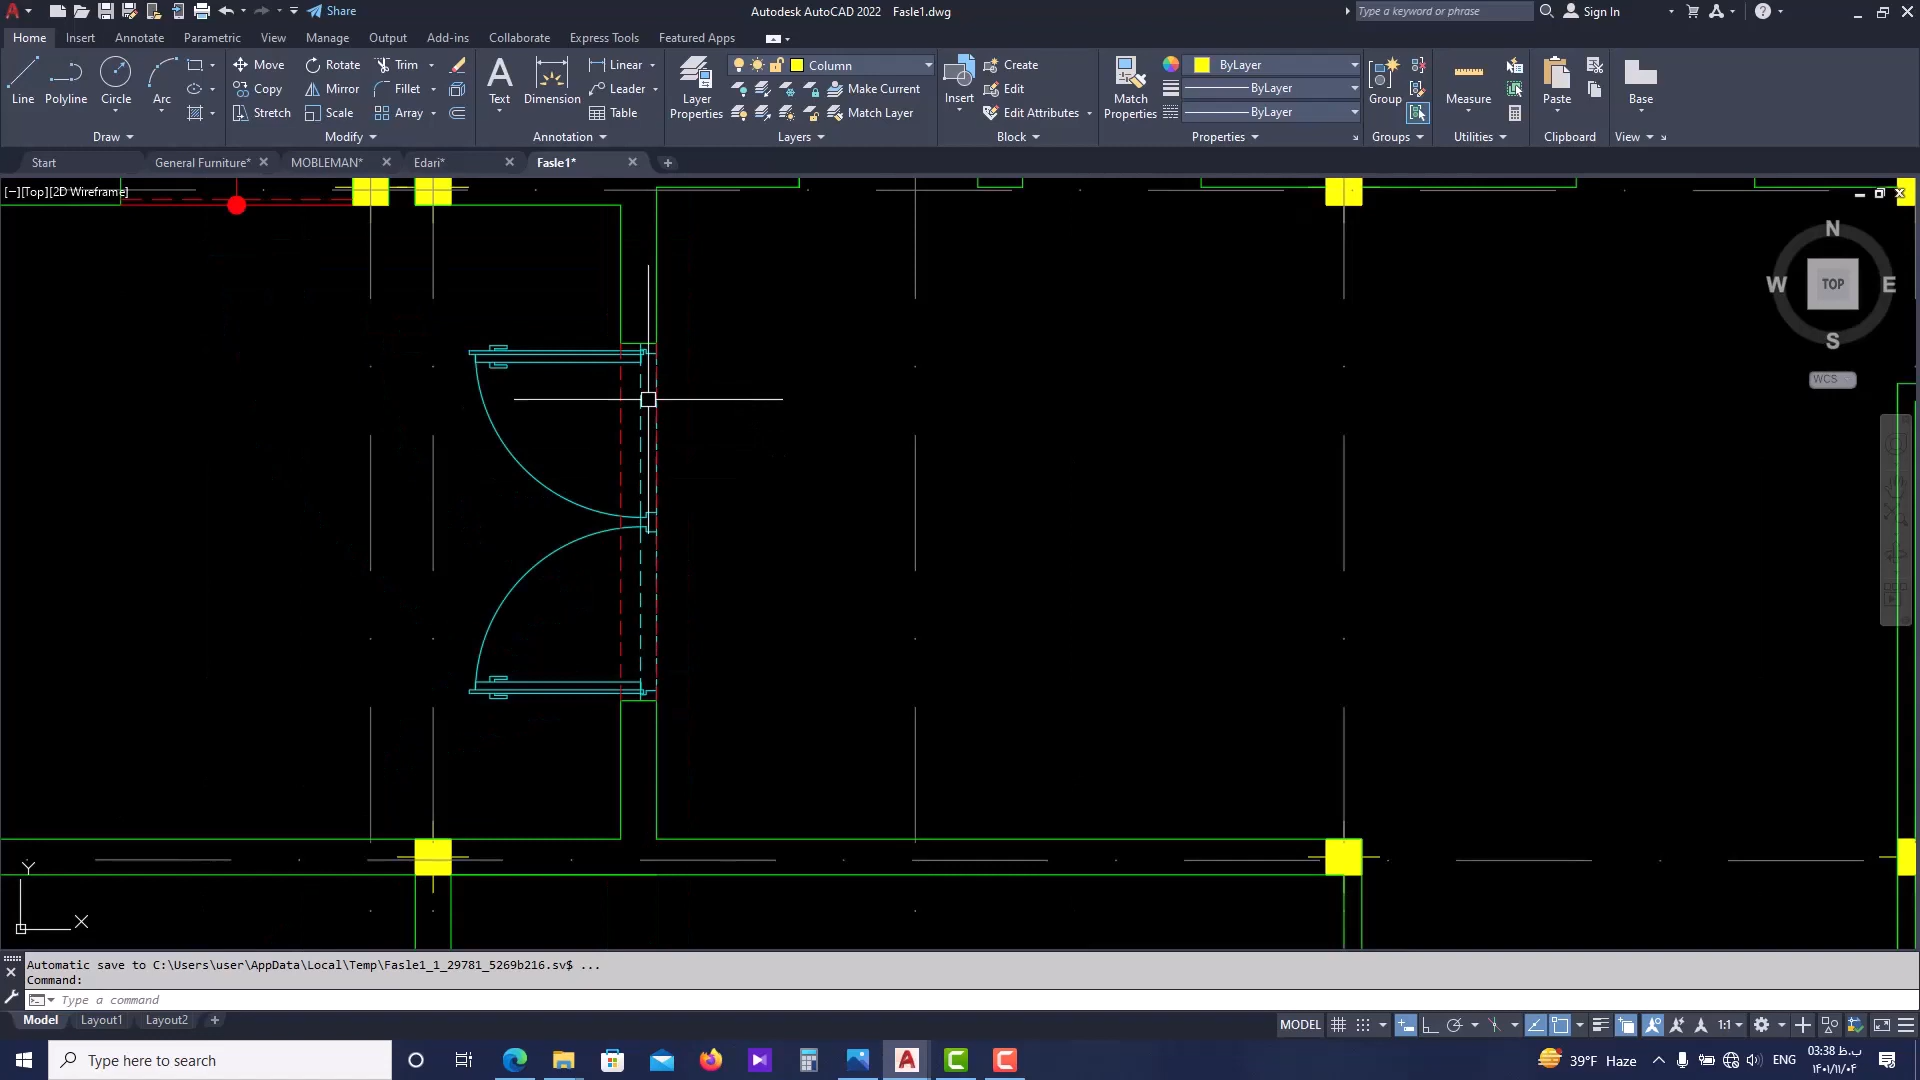 Share
Autodesk AutoCAD 2022 Fasle1.dwg
Type a keyword or phrase
Sign In
Home Insert Annotate Parametric View Manage Output Add-ins Collaborate Express Tools Featured Apps
Line Polyline Circle Arc
Move Rotate Trim
Copy Mirror Fillet
Stretch Scale Array
Text Dimension
Linear
Leader
Table
Layer Properties
Column
Make Current
Match Layer
Insert
Create
Edit
Edit Attributes
Match Properties
ByLayer
ByLayer
ByLayer
Group
Measure
Paste
Base
Draw Modify Annotation Layers Block Properties Groups Utilities Clipboard View
Start General Furniture* MOBLEMAN* Edari* Fasle1*
[−][Top][2D Wireframe]
N
W TOP E
S
WCS
Y
X
Automatic save to C:\Users\user\AppData\Local\Temp\Fasle1_1_29781_5269b216.sv$ ...
Command:
Type a command
Model Layout1 Layout2
MODEL 1:1
Type here to search
39°F Haze
ENG
03:38 ب.ظ
۱۴۰۱/۱۱/۰۴